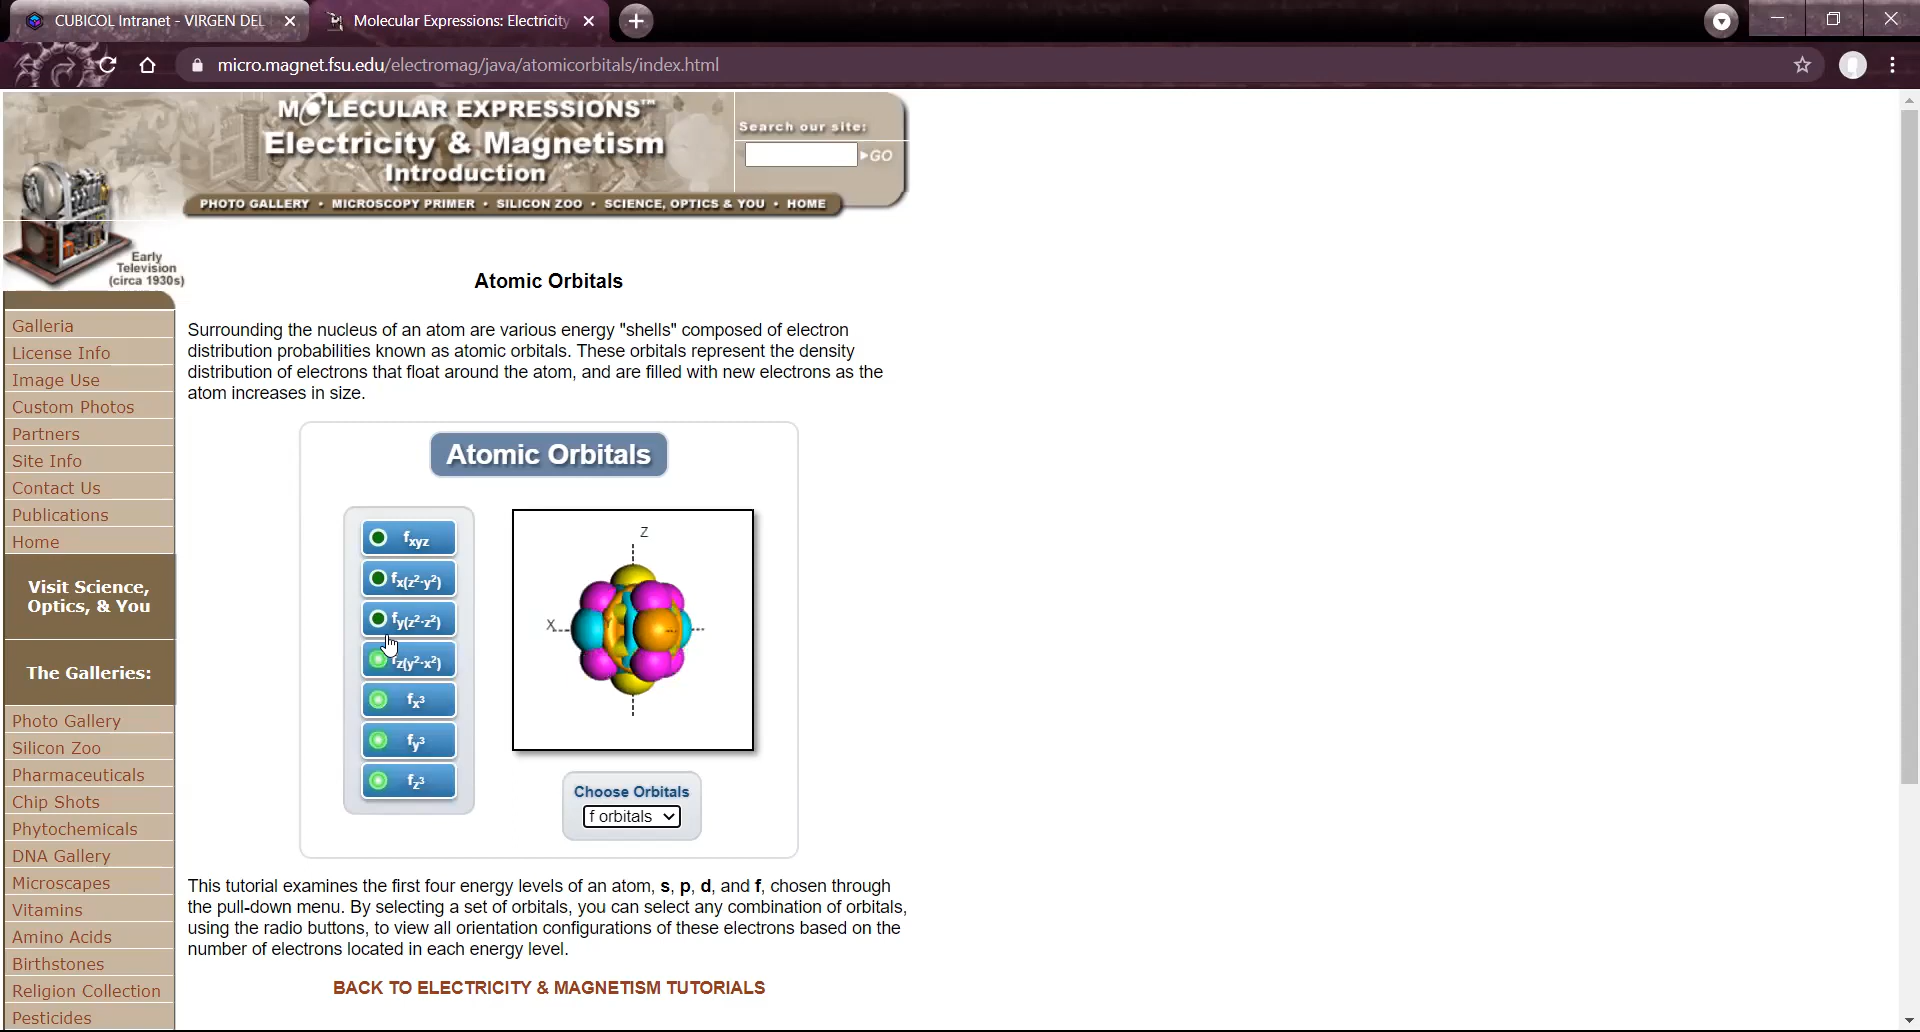 CUBICOL Intranet - VIRGEN DEL
Molecular Expressions: Electricity
micro.magnet.fsu.edu/electromag/java/atomicorbitals/index.html
MOLECULAR EXPRESSIONS™
Electricity & Magnetism
Introduction
Search our site:
GO
PHOTO GALLERY • MICROSCOPY PRIMER • SILICON ZOO • SCIENCE, OPTICS & YOU • HOME
Early
Television
(circa 1930s)
Galleria
License Info
Image Use
Custom Photos
Partners
Site Info
Contact Us
Publications
Home
Visit Science,
Optics, & You
The Galleries:
Photo Gallery
Silicon Zoo
Pharmaceuticals
Chip Shots
Phytochemicals
DNA Gallery
Microscapes
Vitamins
Amino Acids
Birthstones
Religion Collection
Pesticides
Atomic Orbitals
Surrounding the nucleus of an atom are various energy "shells" composed of electron
distribution probabilities known as atomic orbitals. These orbitals represent the density
distribution of electrons that float around the atom, and are filled with new electrons as the
atom increases in size.
Atomic Orbitals
fxyz
fx(z²-y²)
fy(z²-z²)
fz(y²-x²)
fx³
fy³
fz³
Z
X
Choose Orbitals
f orbitals
This tutorial examines the first four energy levels of an atom, s, p, d, and f, chosen through
the pull-down menu. By selecting a set of orbitals, you can select any combination of orbitals,
using the radio buttons, to view all orientation configurations of these electrons based on the
number of electrons located in each energy level.
BACK TO ELECTRICITY & MAGNETISM TUTORIALS